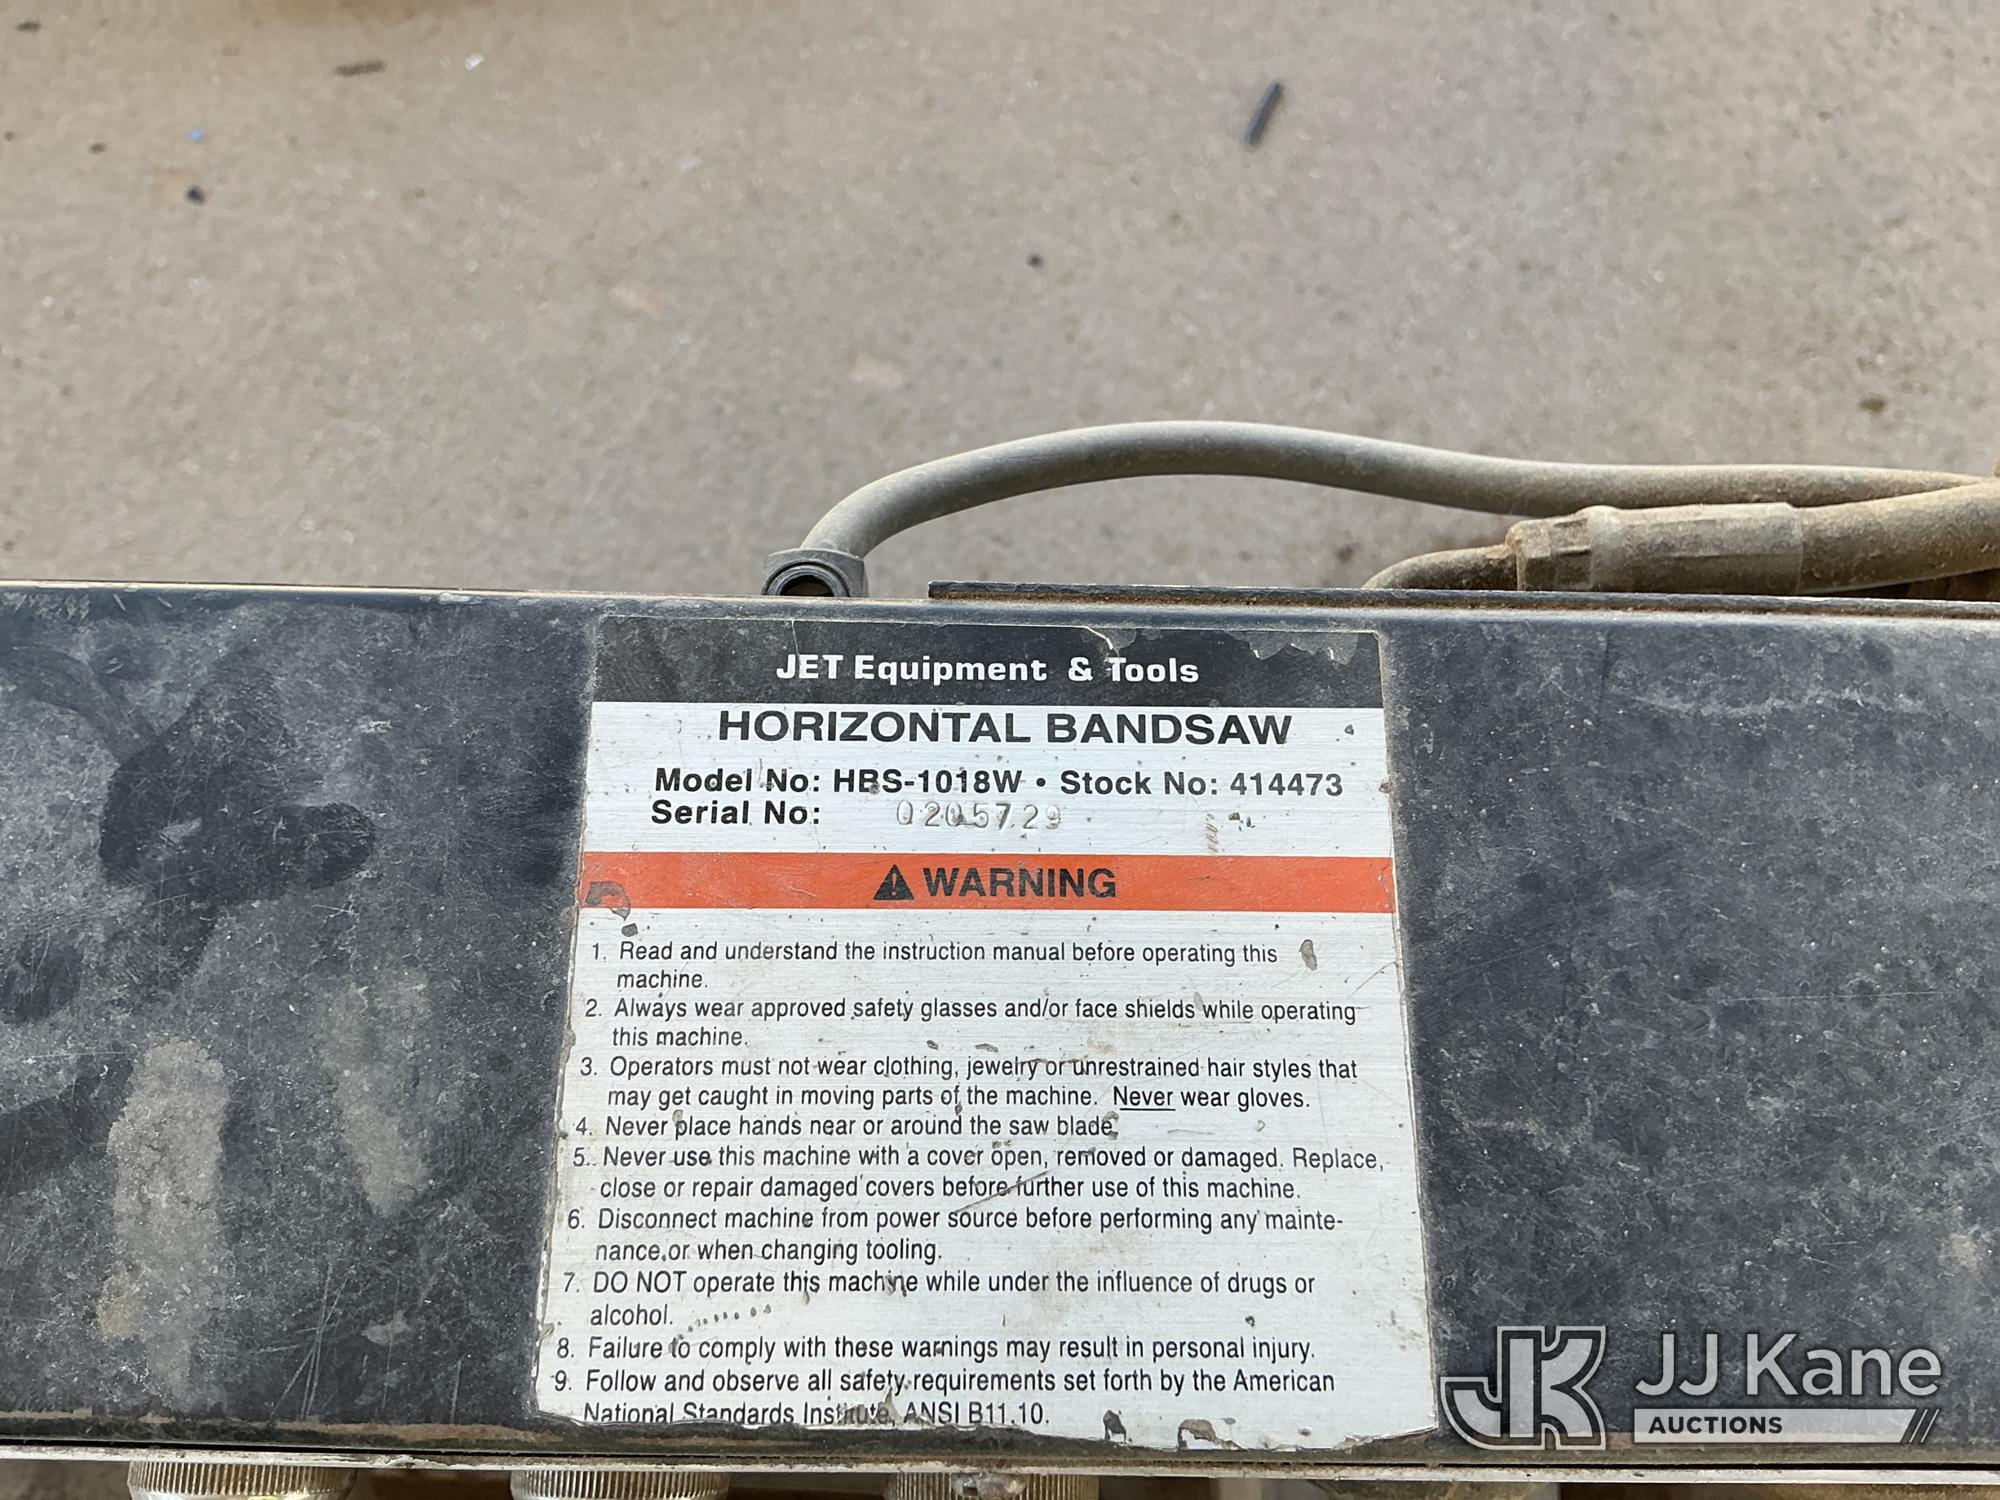 JET Equipment & Tools
HORIZONTAL BANDSAW
Model No: HBS-1018W • Stock No: 414473
Serial No: 0205729
WARNING
1. Read and understand the instruction manual before operating this
machine.
2. Always wear approved safety glasses and/or face shields while operating
this machine.
3. Operators must not wear clothing, jewelry or unrestrained hair styles that
may get caught in moving parts of the machine. Never wear gloves.
4. Never place hands near or around the saw blade.
5. Never use this machine with a cover open, removed or damaged. Replace,
close or repair damaged covers before further use of this machine.
6. Disconnect machine from power source before performing any mainte-
nance or when changing tooling.
7. DO NOT operate this machine while under the influence of drugs or
alcohol.
8. Failure to comply with these warnings may result in personal injury.
9. Follow and observe all safety requirements set forth by the American
National Standards Institute, ANSI B11.10.
JK JJ Kane
AUCTIONS